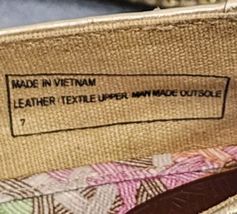 MADE IN VIETNAM
LEATHER / TEXTILE UPPER MAN MADE OUTSOLE
7